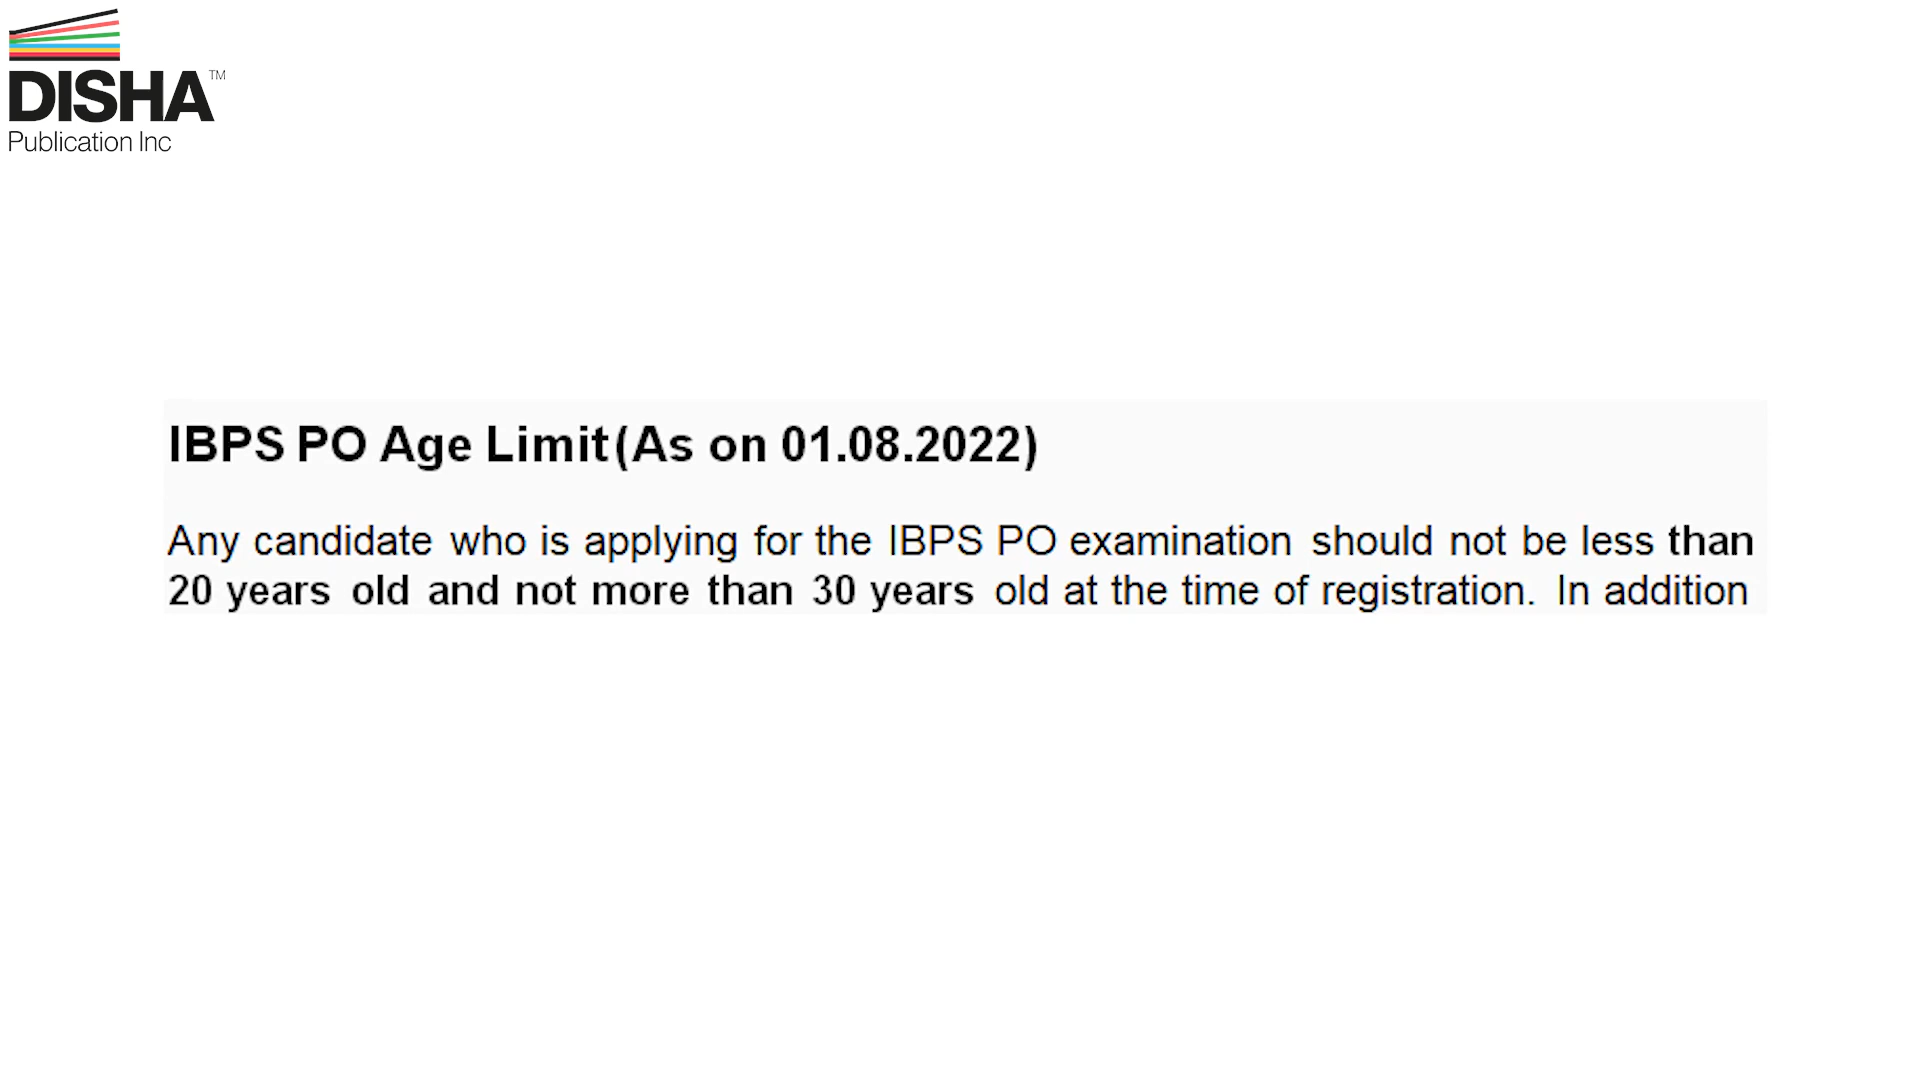 DISHA™
Publication Inc
IBPS PO Age Limit(As on 01.08.2022)
Any candidate who is applying for the IBPS PO examination should not be less than
20 years old and not more than 30 years old at the time of registration. In addition